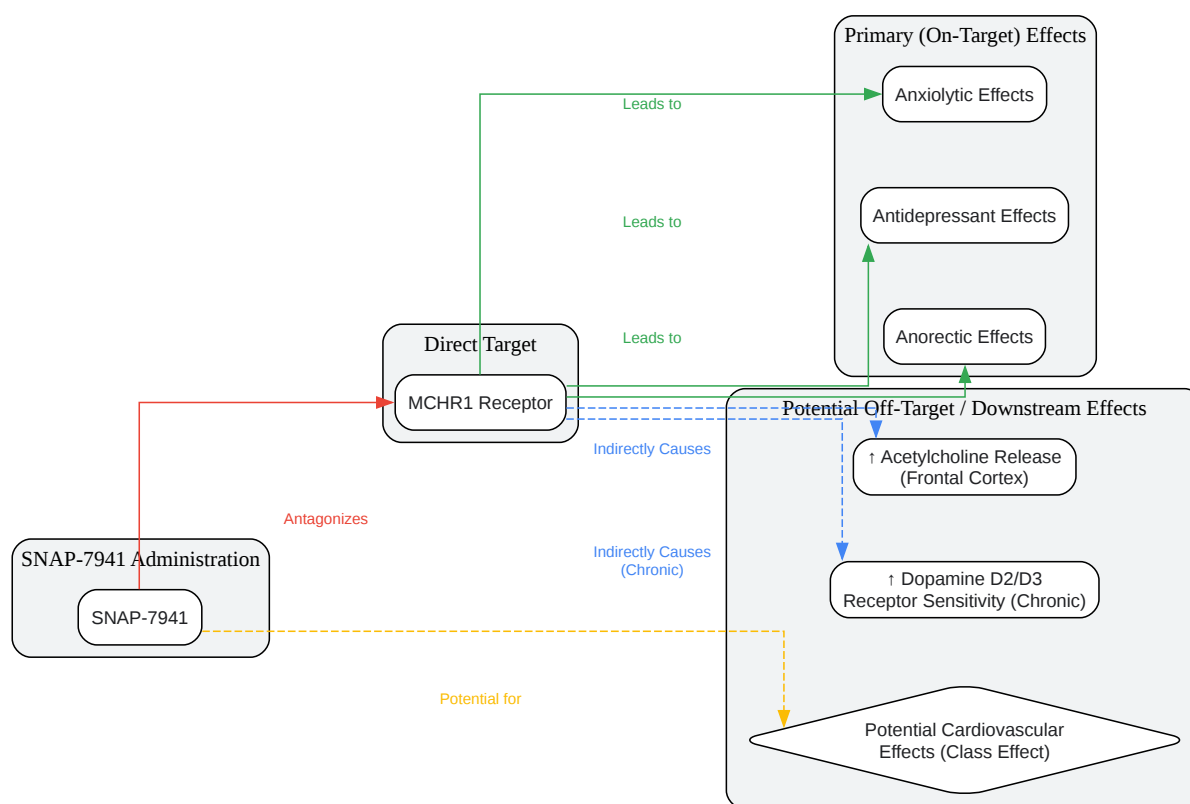 Primary (On-Target) Effects
Anxiolytic Effects
Leads to
Antidepressant Effects
Leads to
Anorectic Effects
Leads to
Direct Target
MCHR1 Receptor
Potential Off-Target / Downstream Effects
↑ Acetylcholine Release
(Frontal Cortex)
Indirectly Causes
Antagonizes
SNAP-7941 Administration
SNAP-7941
Indirectly Causes
(Chronic)
↑ Dopamine D2/D3
Receptor Sensitivity (Chronic)
Potential for
Potential Cardiovascular
Effects (Class Effect)